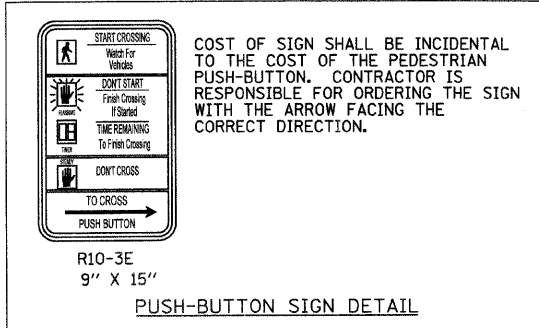 START CROSSING
Watch For
Vehicles
DON'T START
Finish Crossing
If Started
FLASHING
TIME REMAINING
To Finish Crossing
TIMER
STEADY
DON'T CROSS
TO CROSS
PUSH BUTTON
R10-3E
9" X 15"
COST OF SIGN SHALL BE INCIDENTAL
TO THE COST OF THE PEDESTRIAN
PUSH-BUTTON. CONTRACTOR IS
RESPONSIBLE FOR ORDERING THE SIGN
WITH THE ARROW FACING THE
CORRECT DIRECTION.
PUSH-BUTTON SIGN DETAIL